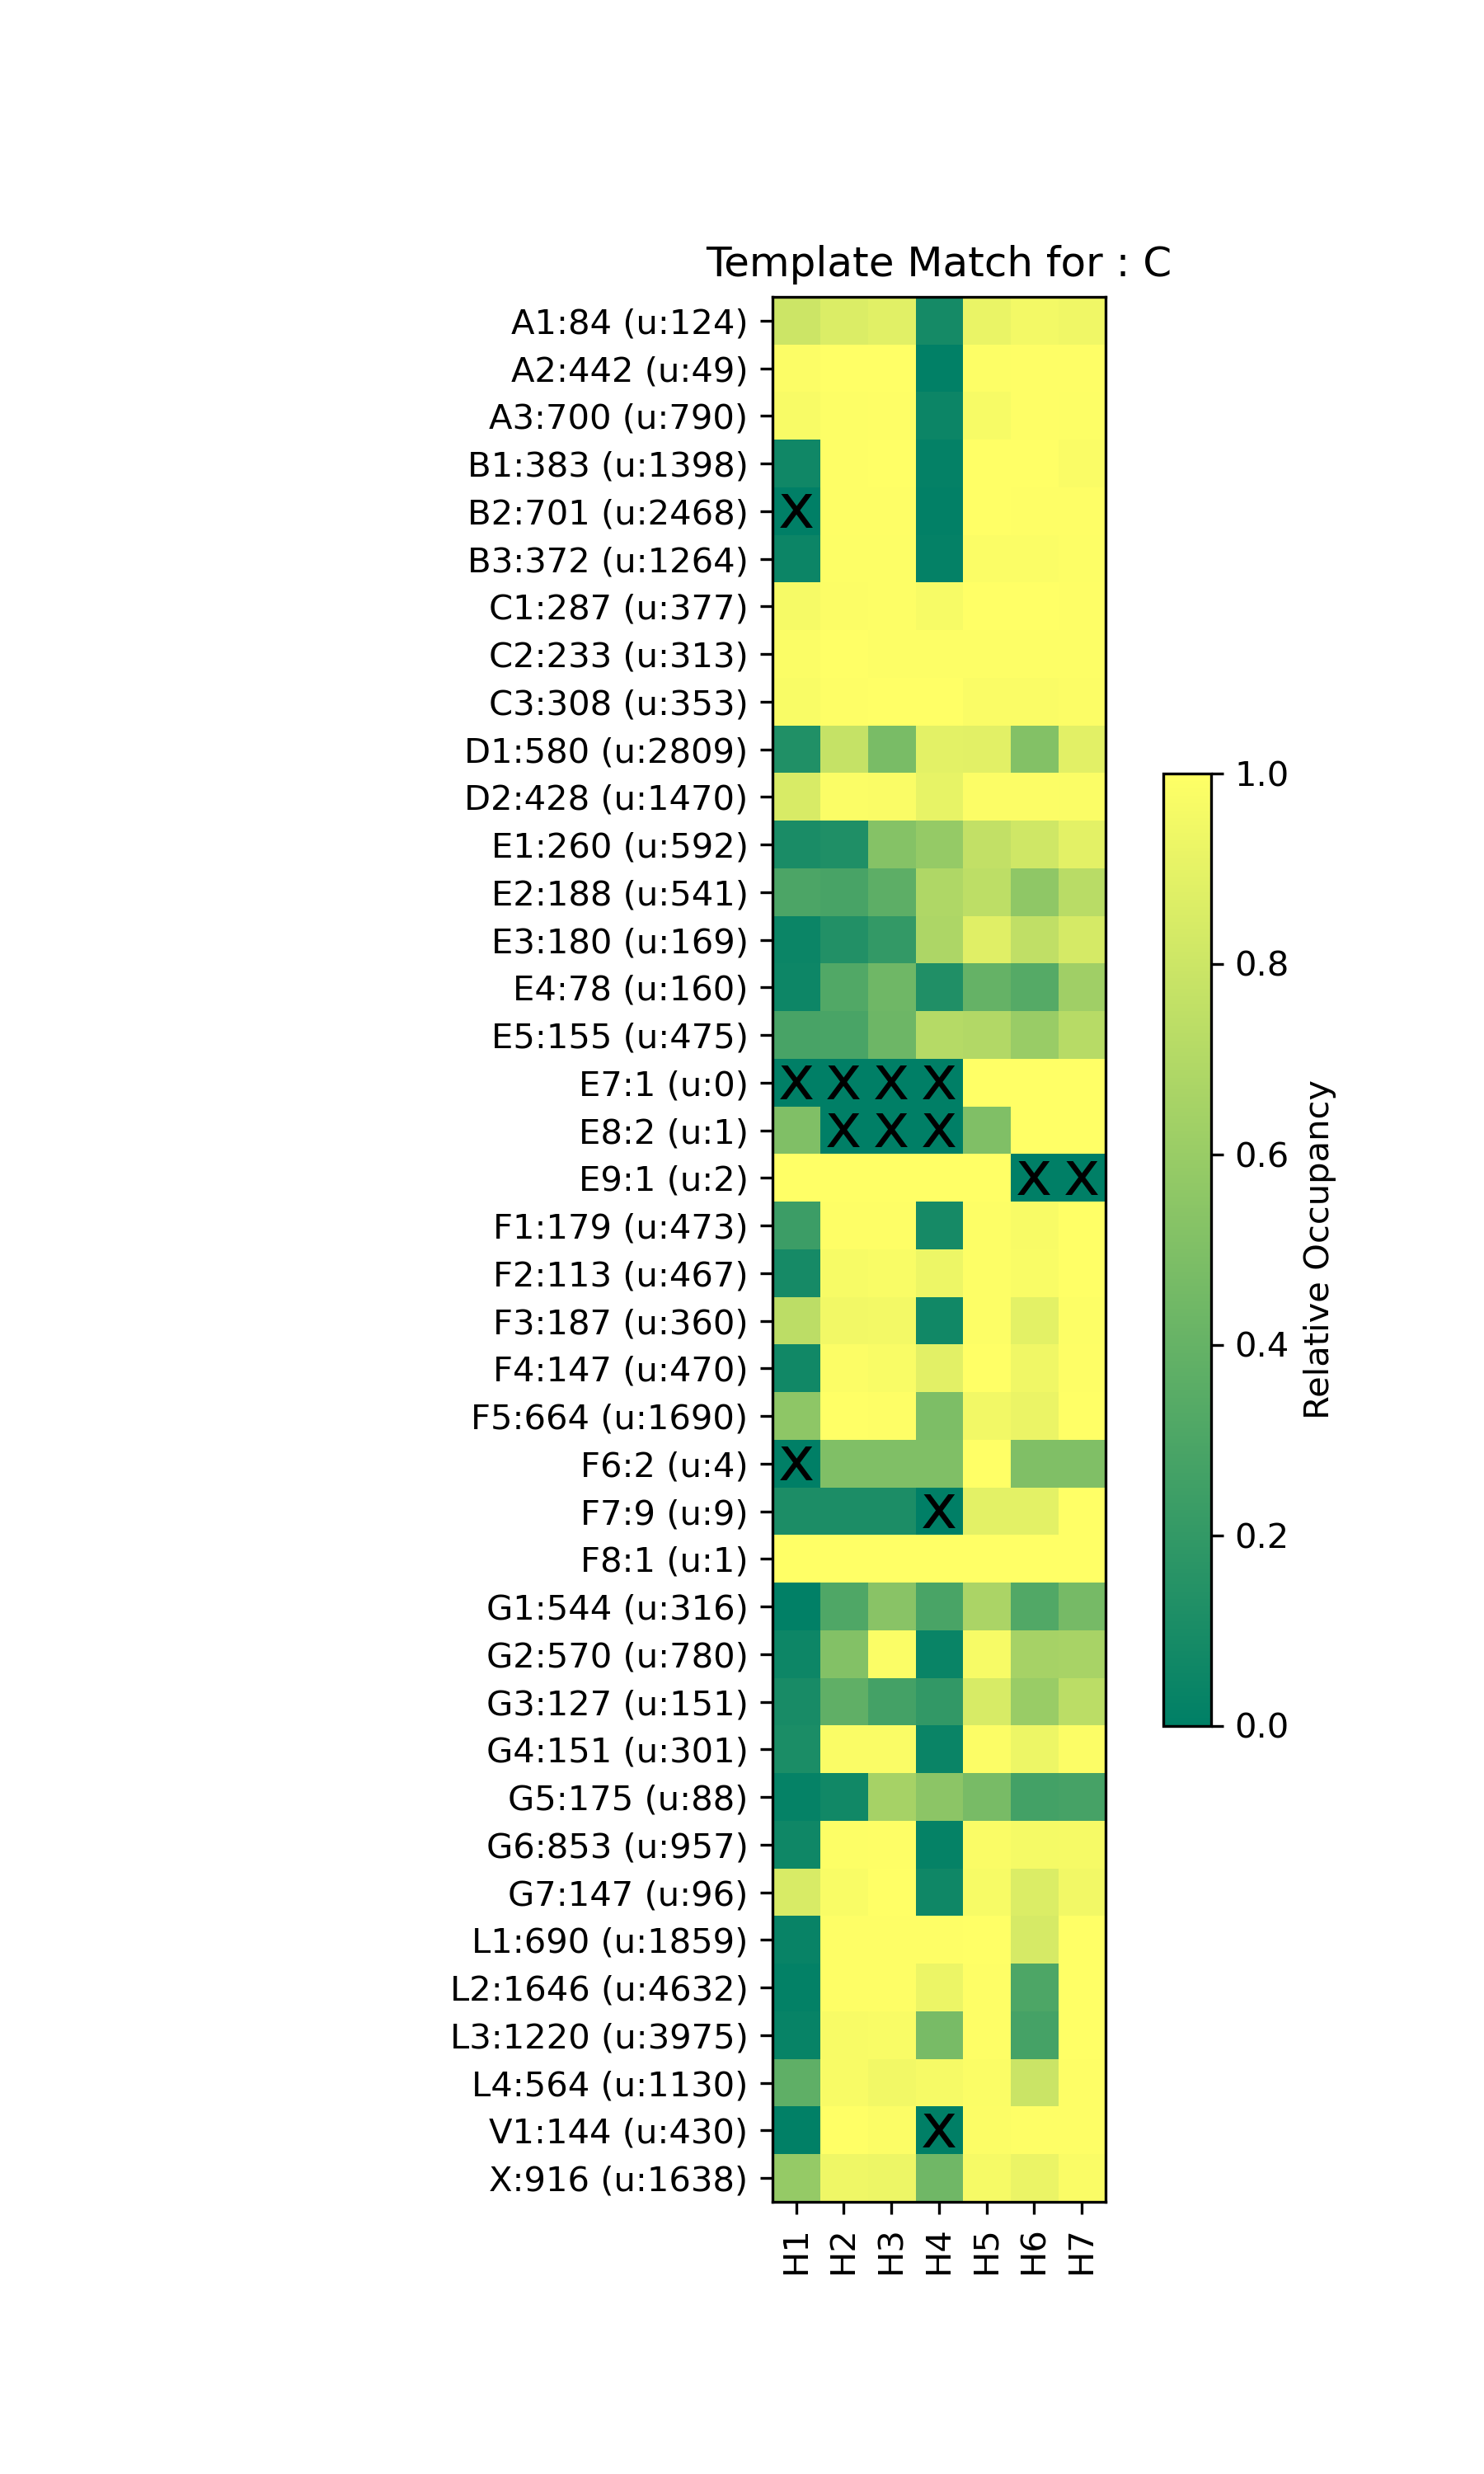 Template Match for : C
A1:84 (u:124)
A2:442 (u:49)
A3:700 (u:790)
B1:383 (u:1398)
B2:701 (u:2468)
X
B3:372 (u:1264)
C1:287 (u:377)
C2:233 (u:313)
C3:308 (u:353)
D1:580 (u:2809)
D2:428 (u:1470)
E1:260 (u:592)
E2:188 (u:541)
E3:180 (u:169)
E4:78 (u:160)
E5:155 (u:475)
E7:1 (u:0)
X X X X
E8:2 (u:1)
X X X
E9:1 (u:2)
X X
F1:179 (u:473)
F2:113 (u:467)
F3:187 (u:360)
F4:147 (u:470)
F5:664 (u:1690)
F6:2 (u:4)
X
F7:9 (u:9)
X
F8:1 (u:1)
G1:544 (u:316)
G2:570 (u:780)
G3:127 (u:151)
G4:151 (u:301)
G5:175 (u:88)
G6:853 (u:957)
G7:147 (u:96)
L1:690 (u:1859)
L2:1646 (u:4632)
L3:1220 (u:3975)
L4:564 (u:1130)
V1:144 (u:430)
X
X:916 (u:1638)
H1 H2 H3 H4 H5 H6 H7
1.0
0.8
0.6
0.4
0.2
0.0
Relative Occupancy